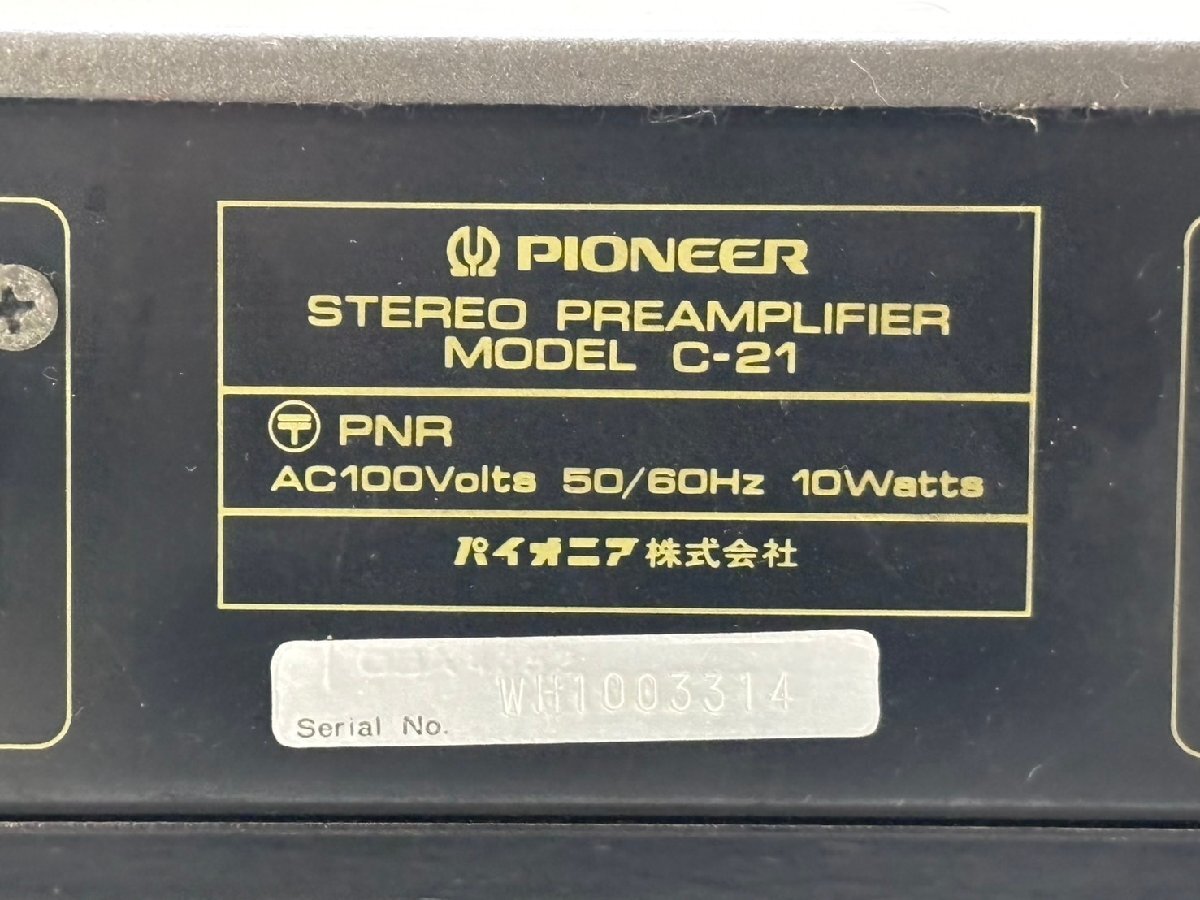 PIONEER
STEREO PREAMPLIFIER
MODEL C-21
PNR
AC100Volts 50/60Hz 10Watts
パイオニア株式会社
WH1003314
Serial No.